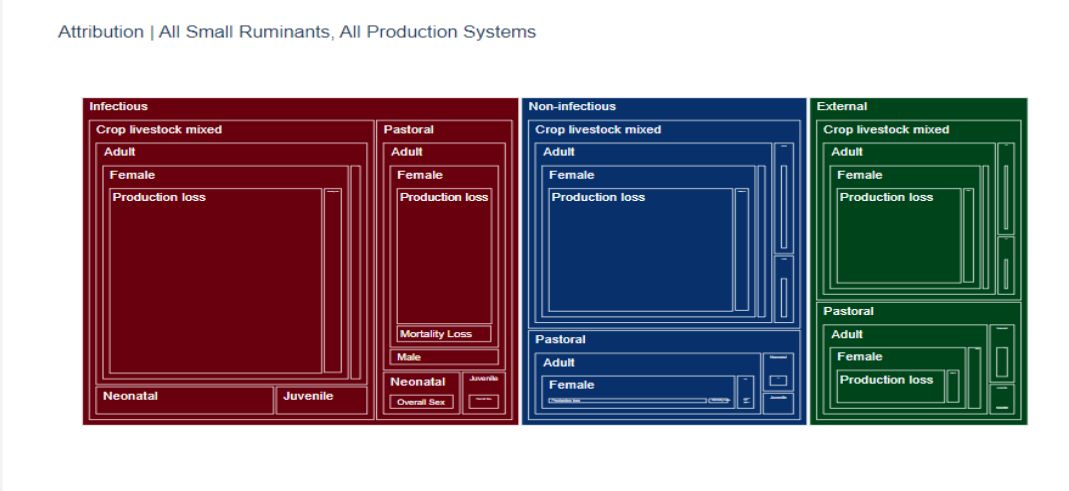 Attribution | All Small Ruminants, All Production Systems
Infectious
Crop livestock mixed
Adult
Female
Production loss
Neonatal
Juvenile
Pastoral
Adult
Female
Production loss
Mortality Loss
Male
Neonatal
Overall Sex
Juvenile
Non-infectious
Crop livestock mixed
Adult
Female
Production loss
Pastoral
Adult
Female
External
Crop livestock mixed
Adult
Female
Production loss
Pastoral
Adult
Female
Production loss